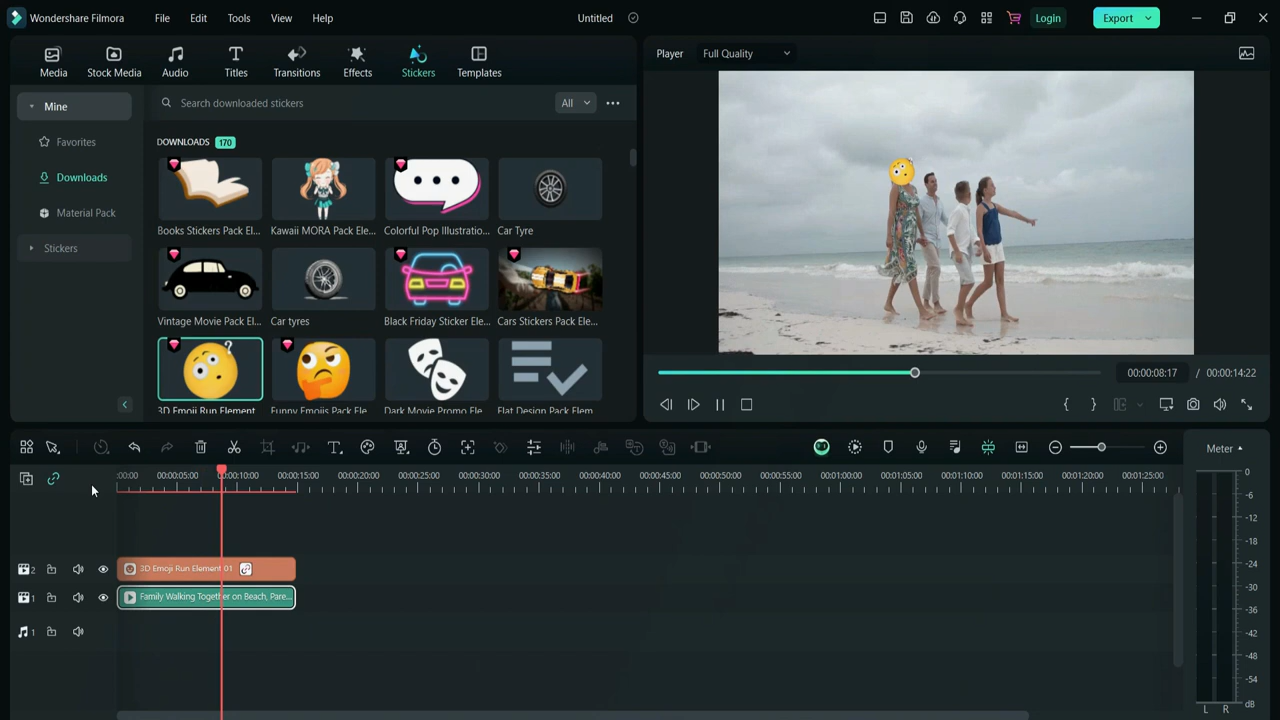 Wondershare Filmora File Edit Tools View Help Untitled Login Export
Media Stock Media Audio Titles Transitions Effects Stickers Templates
Player Full Quality
Mine
Search downloaded stickers All
Favorites
DOWNLOADS 170
Downloads
Material Pack
Stickers
Books Stickers Pack El... Kawaii MORA Pack Ele... Colorful Pop Illustratio... Car Tyre
Vintage Movie Pack El... Car tyres Black Friday Sticker Ele... Cars Stickers Pack Ele...
3D Emoji Run Element Funny Emojis Pack Ele Dark Movie Promo Ele Flat Design Pack Elem
00:00:08:17 / 00:00:14:22
Meter
:00:00 00:00:05:00 00:00:10:00 00:00:15:00 00:00:20:00 00:00:25:00 00:00:30:00 00:00:35:00 00:00:40:00 00:00:45:00 00:00:50:00 00:00:55:00 00:01:00:00 00:01:05:00 00:01:10:00 00:01:15:00 00:01:20:00 00:01:25:00
0
-6
-12
-18
-24
-30
-36
-42
-48
-54
dB
L R
2 3D Emoji Run Element 01
1 Family Walking Together on Beach, Pare...
1